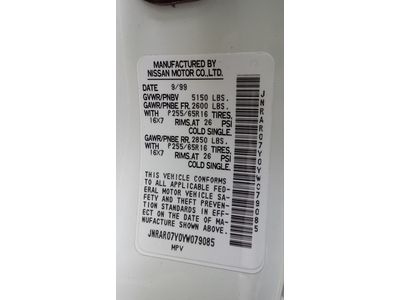 MANUFACTURED BY
NISSAN MOTOR CO.,LTD.
DATE 9/99
GVWR/PNBV 5150 LBS.
GAWR/PNBE FR, 2600 LBS.
WITH P255/65R16 TIRES,
16X7 RIMS.AT 26 PSI
COLD SINGLE.
GAWR/PNBE RR, 2850 LBS.
WITH P255/65R16 TIRES,
16X7 RIMS.AT 26 PSI
COLD SINGLE.
THIS VEHICLE CONFORMS
TO ALL APPLICABLE FED-
ERAL MOTOR VEHICLE SA-
FETY AND THEFT PREVEN-
TION STANDARDS IN EFF-
ECT ON THE DATE OF MA-
NUFACTURE SHOWN ABOVE.
JNRAR07Y0YW079085
MPV
JNRAR07Y0YW079085